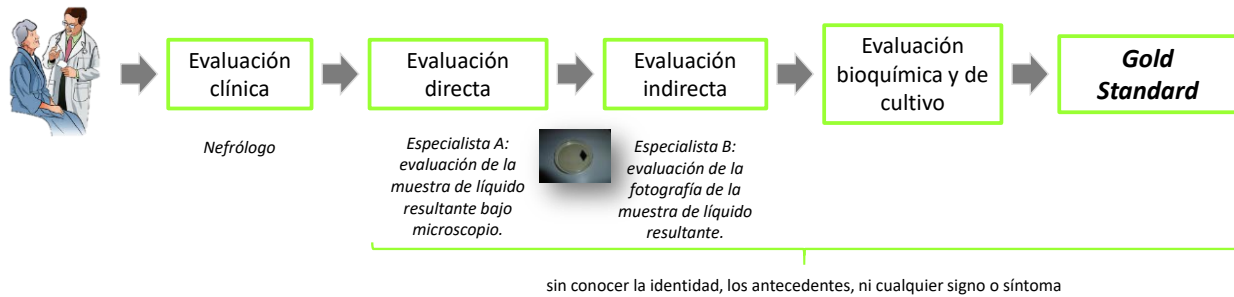 Evaluación
clínica
Evaluación
directa
Evaluación
indirecta
Evaluación
bioquímica y de
cultivo
Gold
Standard
Nefrólogo
Especialista A:
evaluación de la
muestra de líquido
resultante bajo
microscopio.
Especialista B:
evaluación de la
fotografía de la
muestra de líquido
resultante.
sin conocer la identidad, los antecedentes, ni cualquier signo o síntoma